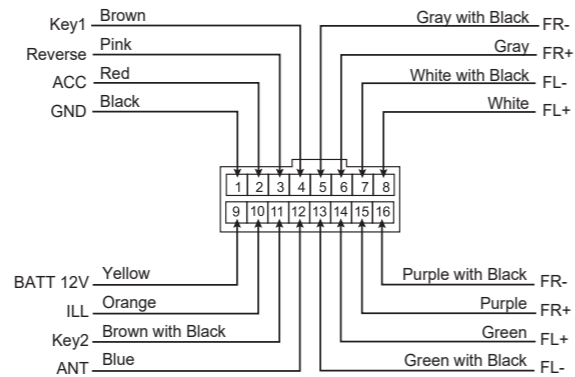 Key1 Brown Gray with Black FR-
Reverse Pink Gray FR+
ACC Red White with Black FL-
GND Black White FL+
1 2 3 4 5 6 7 8
9 10 11 12 13 14 15 16
BATT 12V Yellow Purple with Black FR-
ILL Orange Purple FR+
Key2 Brown with Black Green FL+
ANT Blue Green with Black FL-